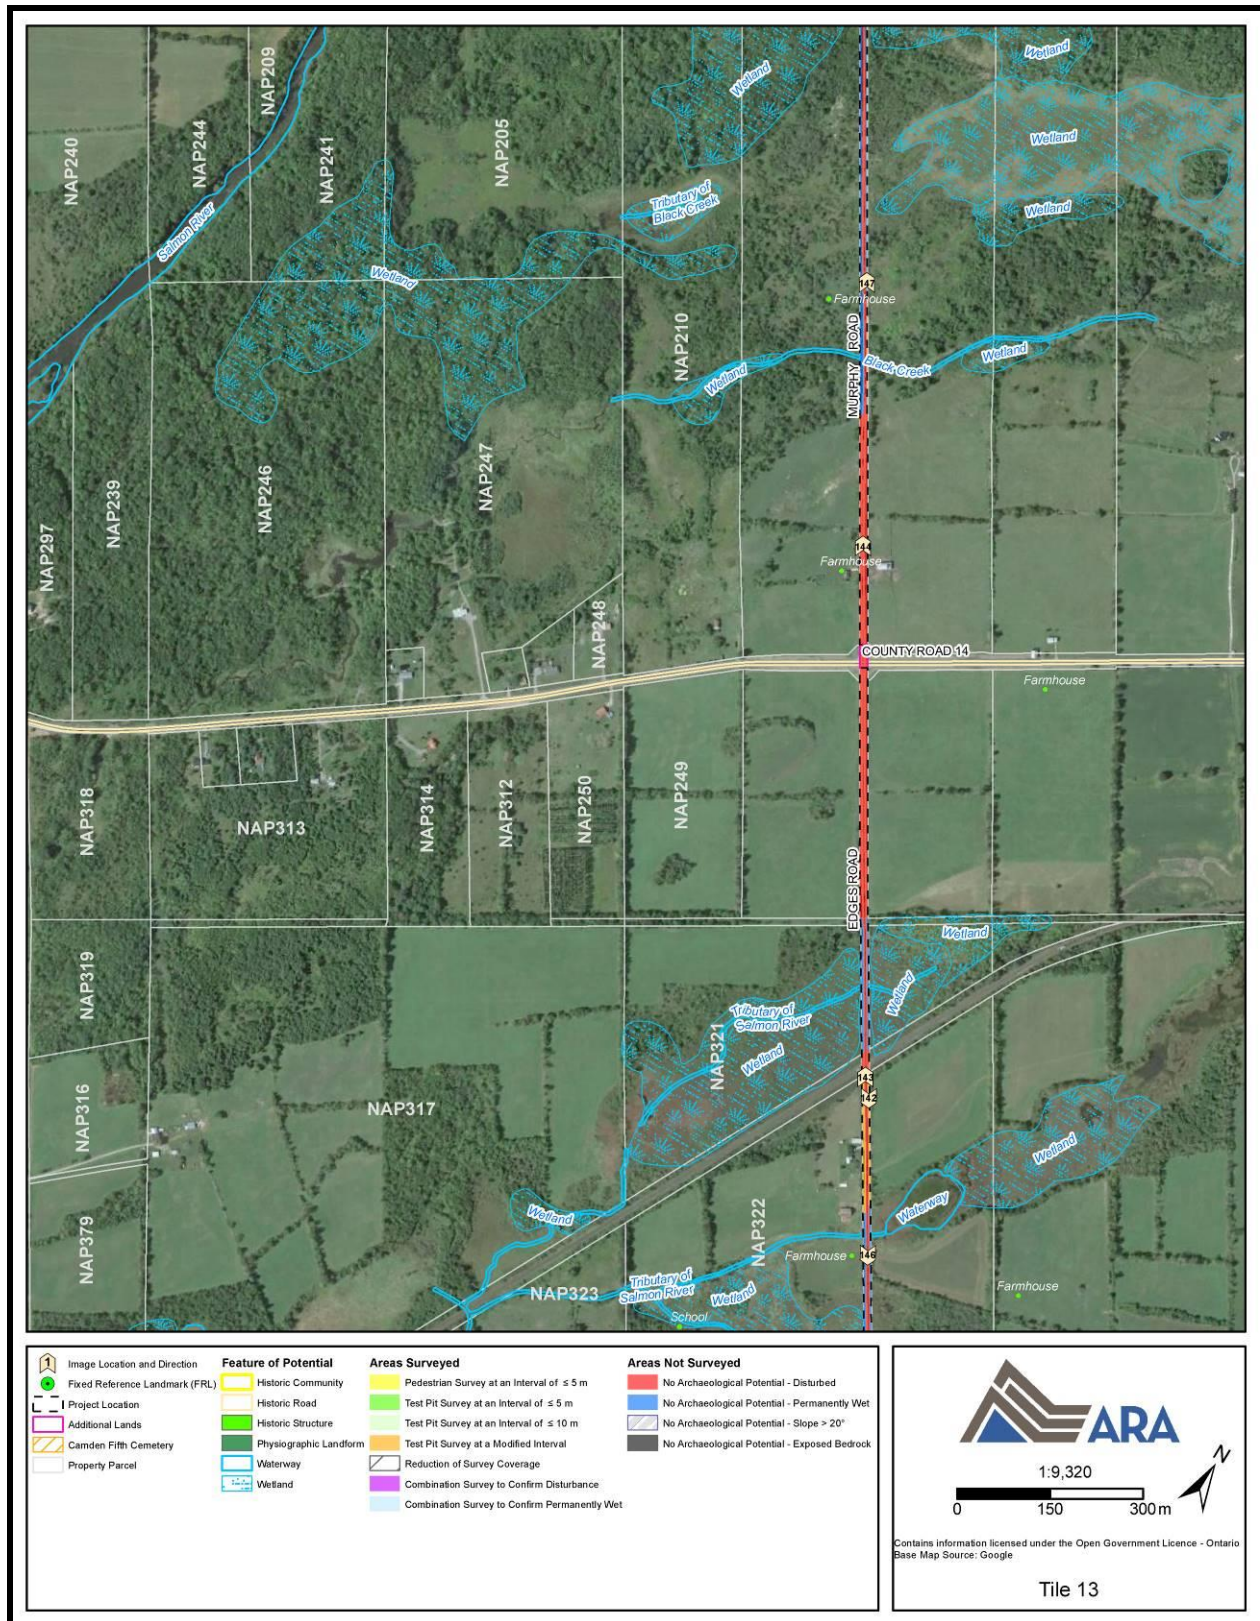 NAP240
NAP244
NAP209
NAP241
NAP205
Wetland
Wetland
Wetland
Wetland
Salmon River
Tributary of
Black Creek
Wetland
147
Farmhouse
NAP210
MURPHY ROAD
Black Creek
Wetland
Wetland
NAP297
NAP239
NAP246
NAP247
144
Farmhouse
NAP248
COUNTY ROAD 14
Farmhouse
NAP318
NAP313
NAP314
NAP312
NAP250
NAP249
EDGES ROAD
NAP319
Wetland
Wetland
Tributary of
Salmon River
NAP321
Wetland
143
142
NAP316
NAP317
Wetland
NAP379
Wetland
NAP322
Waterway
Farmhouse
146
NAP323
Tributary of
Salmon River
Wetland
School
Farmhouse
1 Image Location and Direction
Fixed Reference Landmark (FRL)
Project Location
Additional Lands
Camden Fifth Cemetery
Property Parcel
Feature of Potential
Historic Community
Historic Road
Historic Structure
Physiographic Landform
Waterway
Wetland
Areas Surveyed
Pedestrian Survey at an Interval of ≤ 5 m
Test Pit Survey at an Interval of ≤ 5 m
Test Pit Survey at an Interval of ≤ 10 m
Test Pit Survey at a Modified Interval
Reduction of Survey Coverage
Combination Survey to Confirm Disturbance
Combination Survey to Confirm Permanently Wet
Areas Not Surveyed
No Archaeological Potential - Disturbed
No Archaeological Potential - Permanently Wet
No Archaeological Potential - Slope > 20°
No Archaeological Potential - Exposed Bedrock
ARA
1:9,320
N
0 150 300 m
Contains information licensed under the Open Government Licence - Ontario
Base Map Source: Google
Tile 13